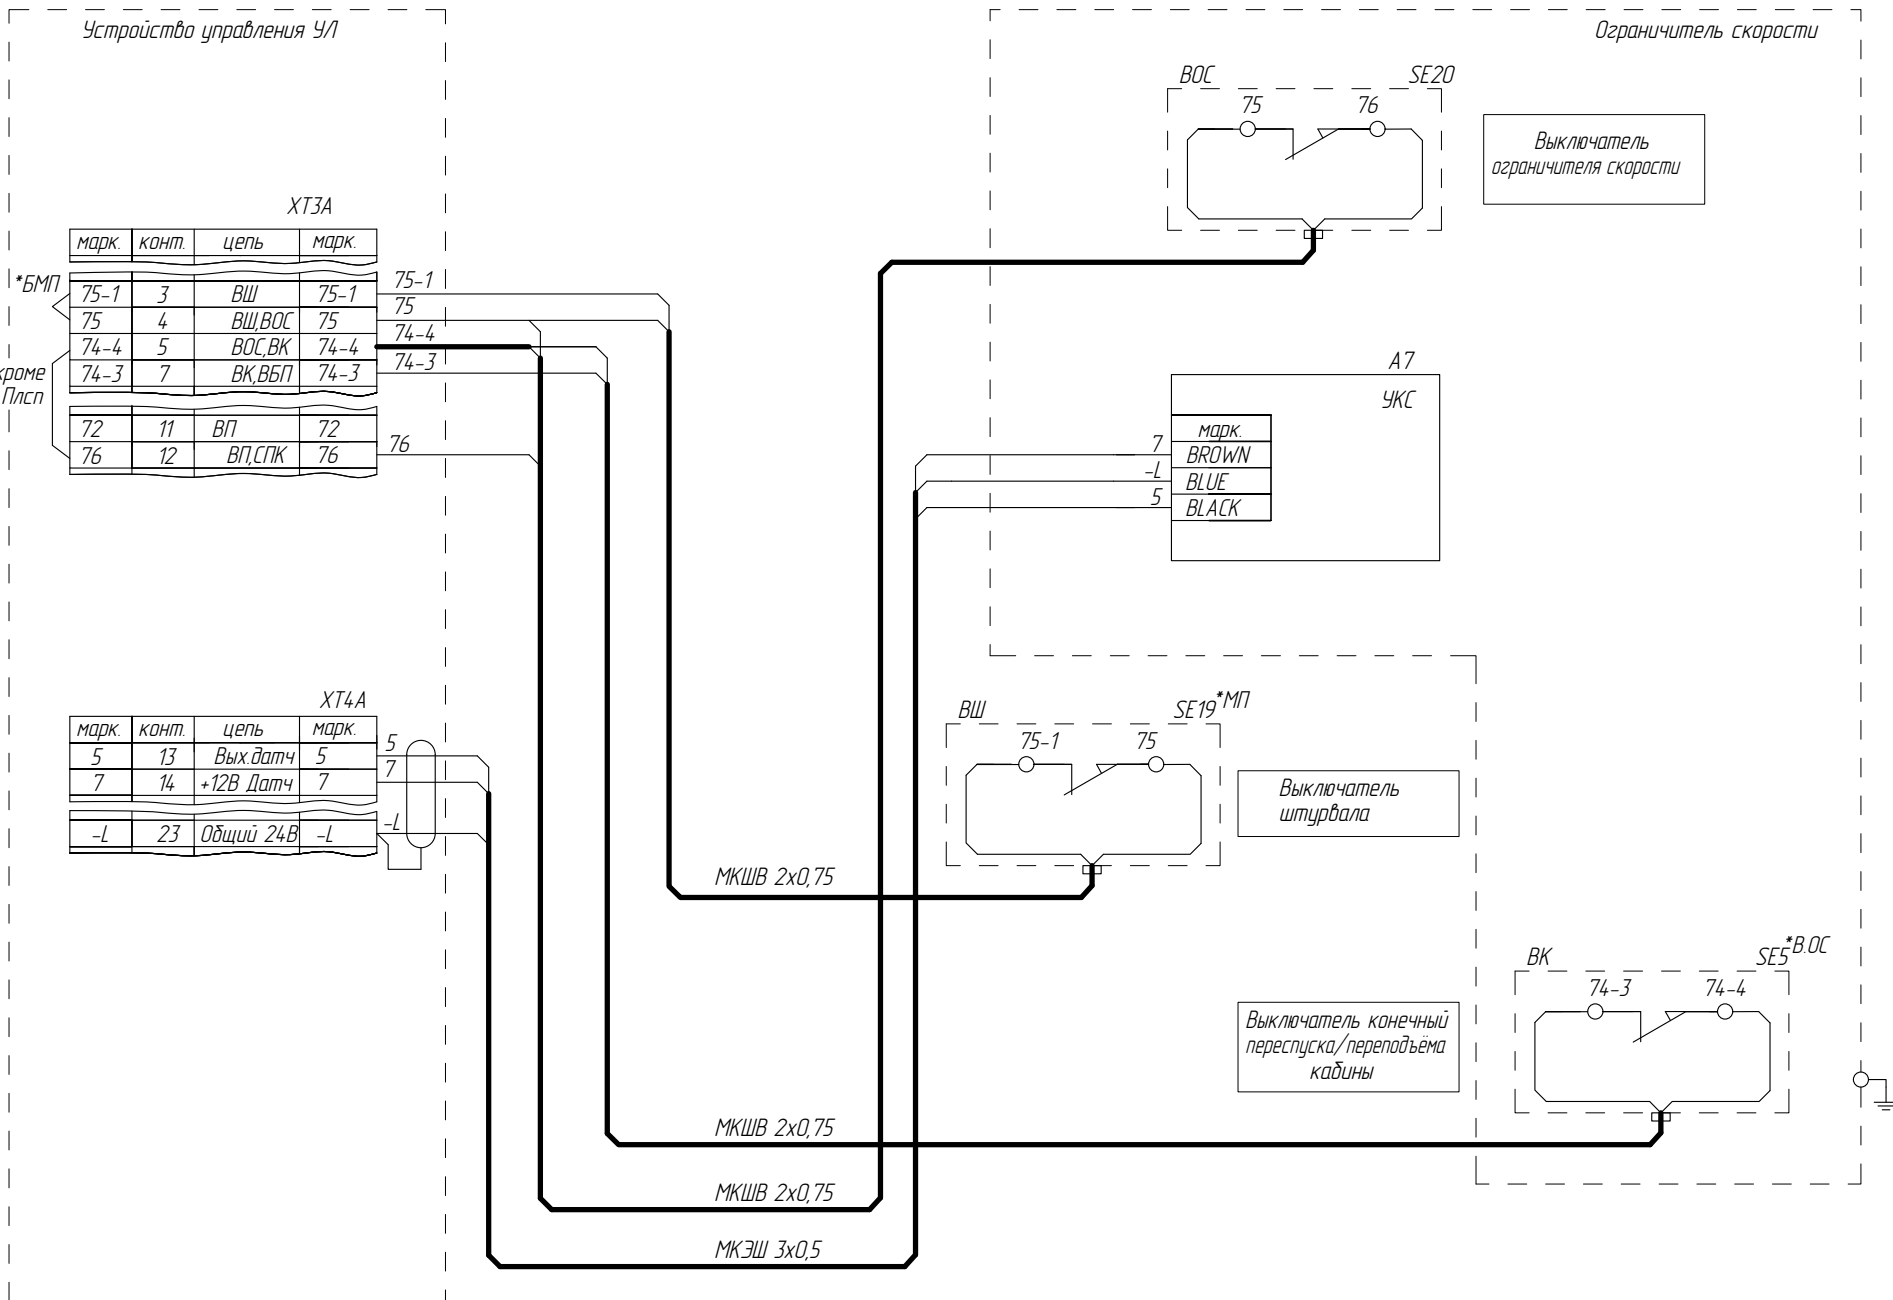 Устройство управления УЛ
Ограничитель скорости
ВОС SE20
75 76
Выключатель
ограничителя скорости
ХТ3А
марк. конт. цепь марк.
*БМП
75-1 3 ВШ 75-1 75-1
75 4 ВШ,ВОС 75 75
74-4 5 ВОС,ВК 74-4 74-4
74-3 7 ВК,ВБП 74-3 74-3
кроме
Плсп
72 11 ВП 72
76 12 ВП,СПК 76 76
А7
УКС
марк.
7 BROWN
-L BLUE
5 BLACK
ХТ4А
марк. конт. цепь марк.
5 13 Вых.датч 5 5
7 14 +12В Датч 7 7
-L 23 Общий 24В -L -L
ВШ SE19 *МП
75-1 75
Выключатель
штурвала
МКШВ 2х0,75
ВК SE5 *В.ОС
74-3 74-4
Выключатель конечный
переспуска/переподъёма
кабины
МКШВ 2х0,75
МКШВ 2х0,75
МКЭШ 3х0,5